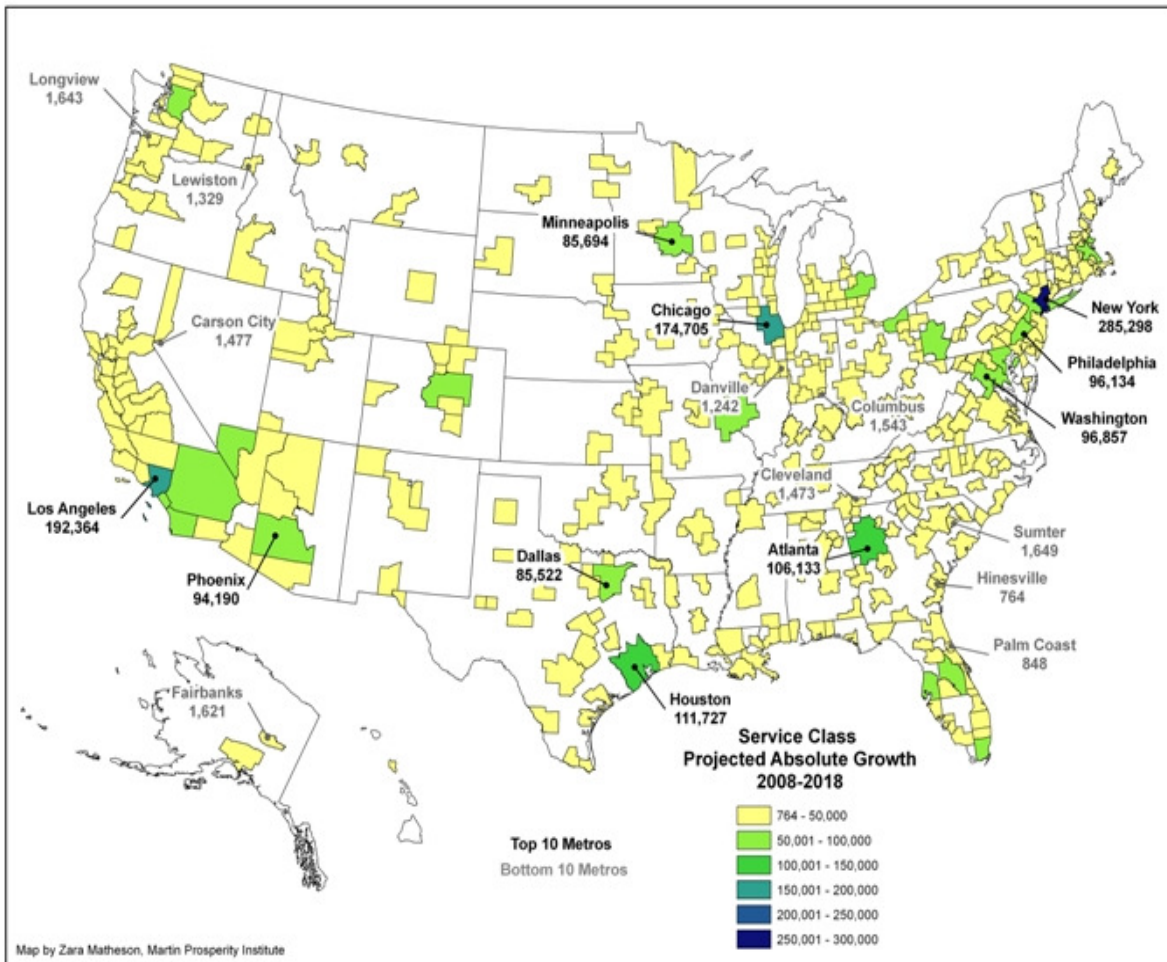 Longview
1,643
Lewiston
1,329
Minneapolis
85,694
Carson City
1,477
Chicago
174,705
New York
285,298
Philadelphia
96,134
Danville
1,242
Columbus
1,543
Washington
96,857
Los Angeles
192,364
Cleveland
1,473
Sumter
1,649
Phoenix
94,190
Dallas
85,522
Atlanta
106,133
Hinesville
764
Palm Coast
848
Fairbanks
1,621
Houston
111,727
Service Class
Projected Absolute Growth
2008-2018
764 - 50,000
50,001 - 100,000
100,001 - 150,000
150,001 - 200,000
200,001 - 250,000
250,001 - 300,000
Top 10 Metros
Bottom 10 Metros
Map by Zara Matheson, Martin Prosperity Institute